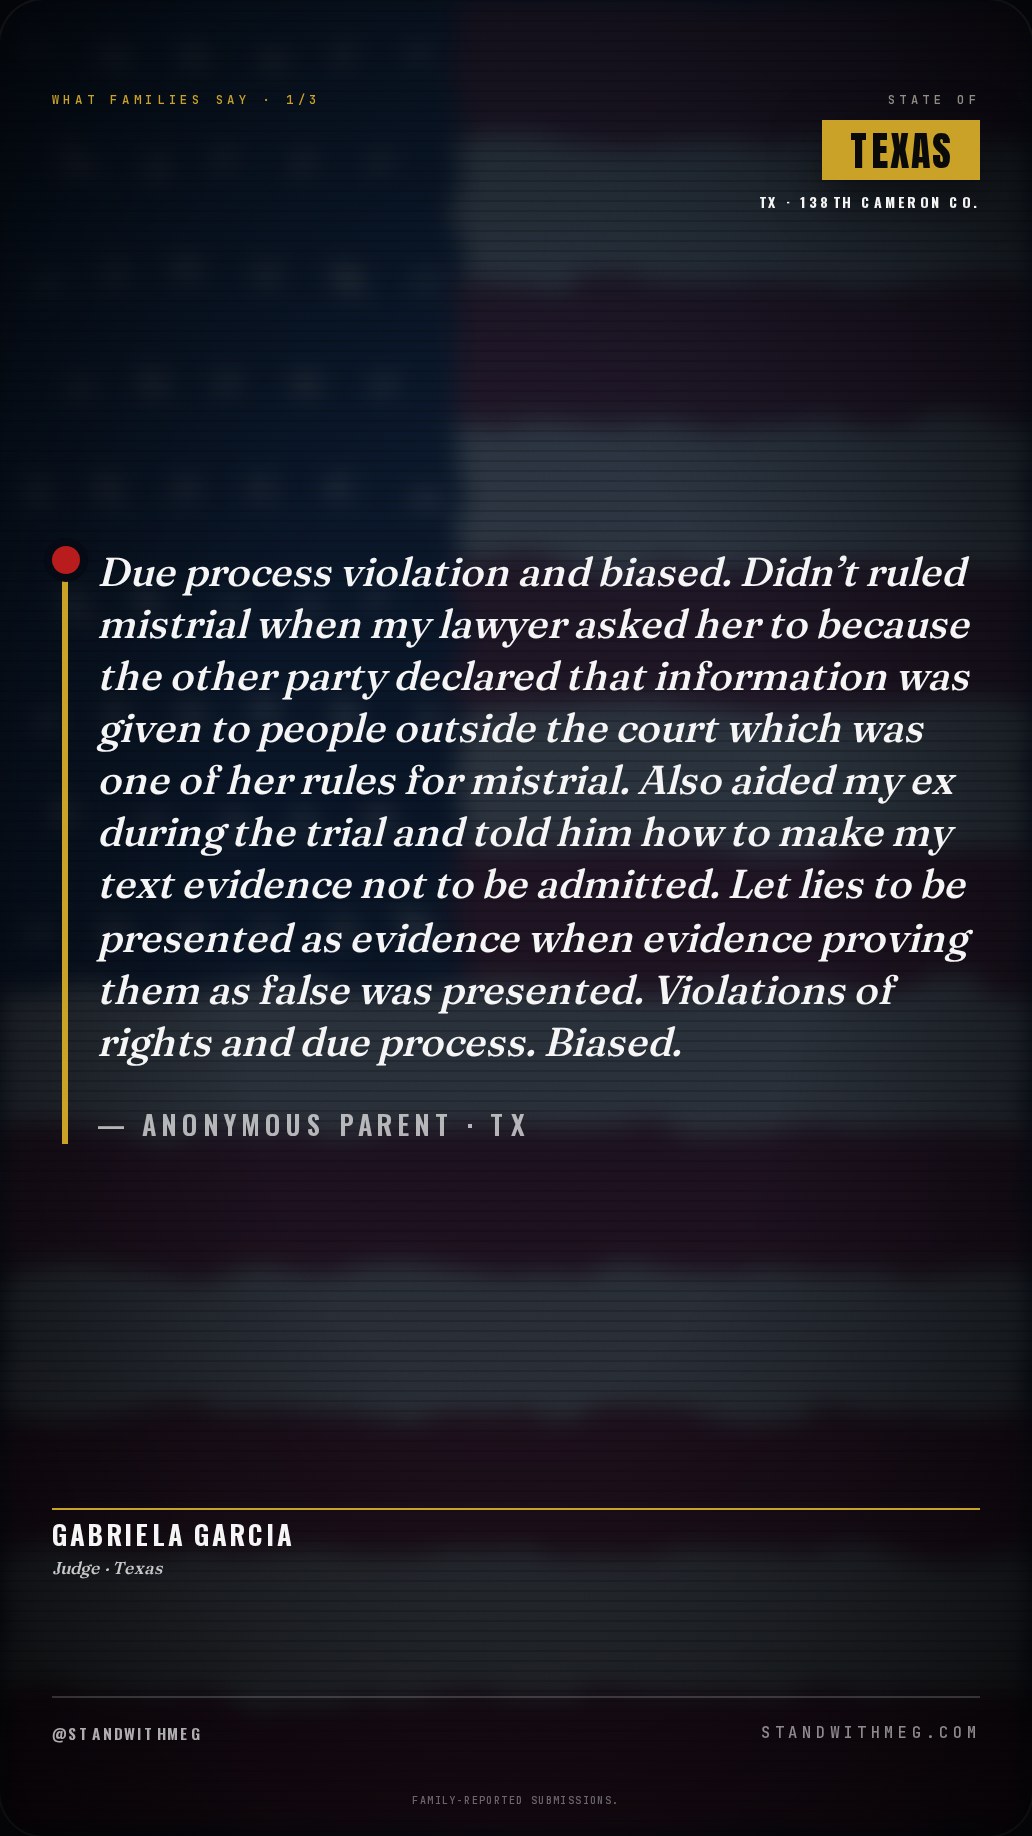 WHAT FAMILIES SAY · 1/3
STATE OF
TEXAS
TX · 138TH CAMERON CO.
Due process violation and biased. Didn’t ruled
mistrial when my lawyer asked her to because
the other party declared that information was
given to people outside the court which was
one of her rules for mistrial. Also aided my ex
during the trial and told him how to make my
text evidence not to be admitted. Let lies to be
presented as evidence when evidence proving
them as false was presented. Violations of
rights and due process. Biased.
— ANONYMOUS PARENT · TX
GABRIELA GARCIA
Judge · Texas
@STANDWITHMEG
STANDWITHMEG.COM
FAMILY-REPORTED SUBMISSIONS.